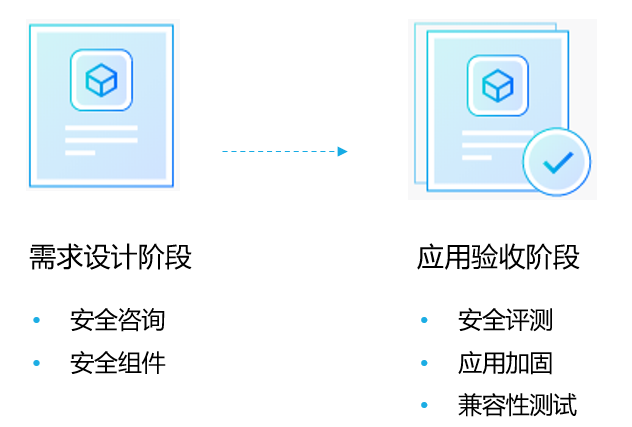 需求设计阶段
• 安全咨询
• 安全组件
应用验收阶段
• 安全评测
• 应用加固
• 兼容性测试